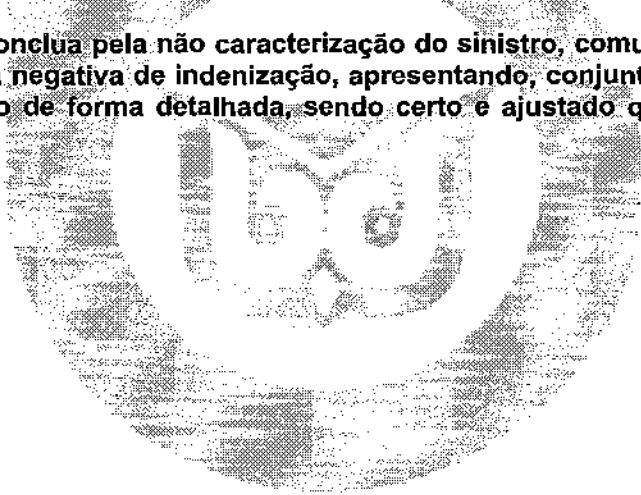 onclua pela não caracterização do sinistro, comu
negativa de indenização, apresentando, conjunt
o de forma detalhada, sendo certo e ajustado q